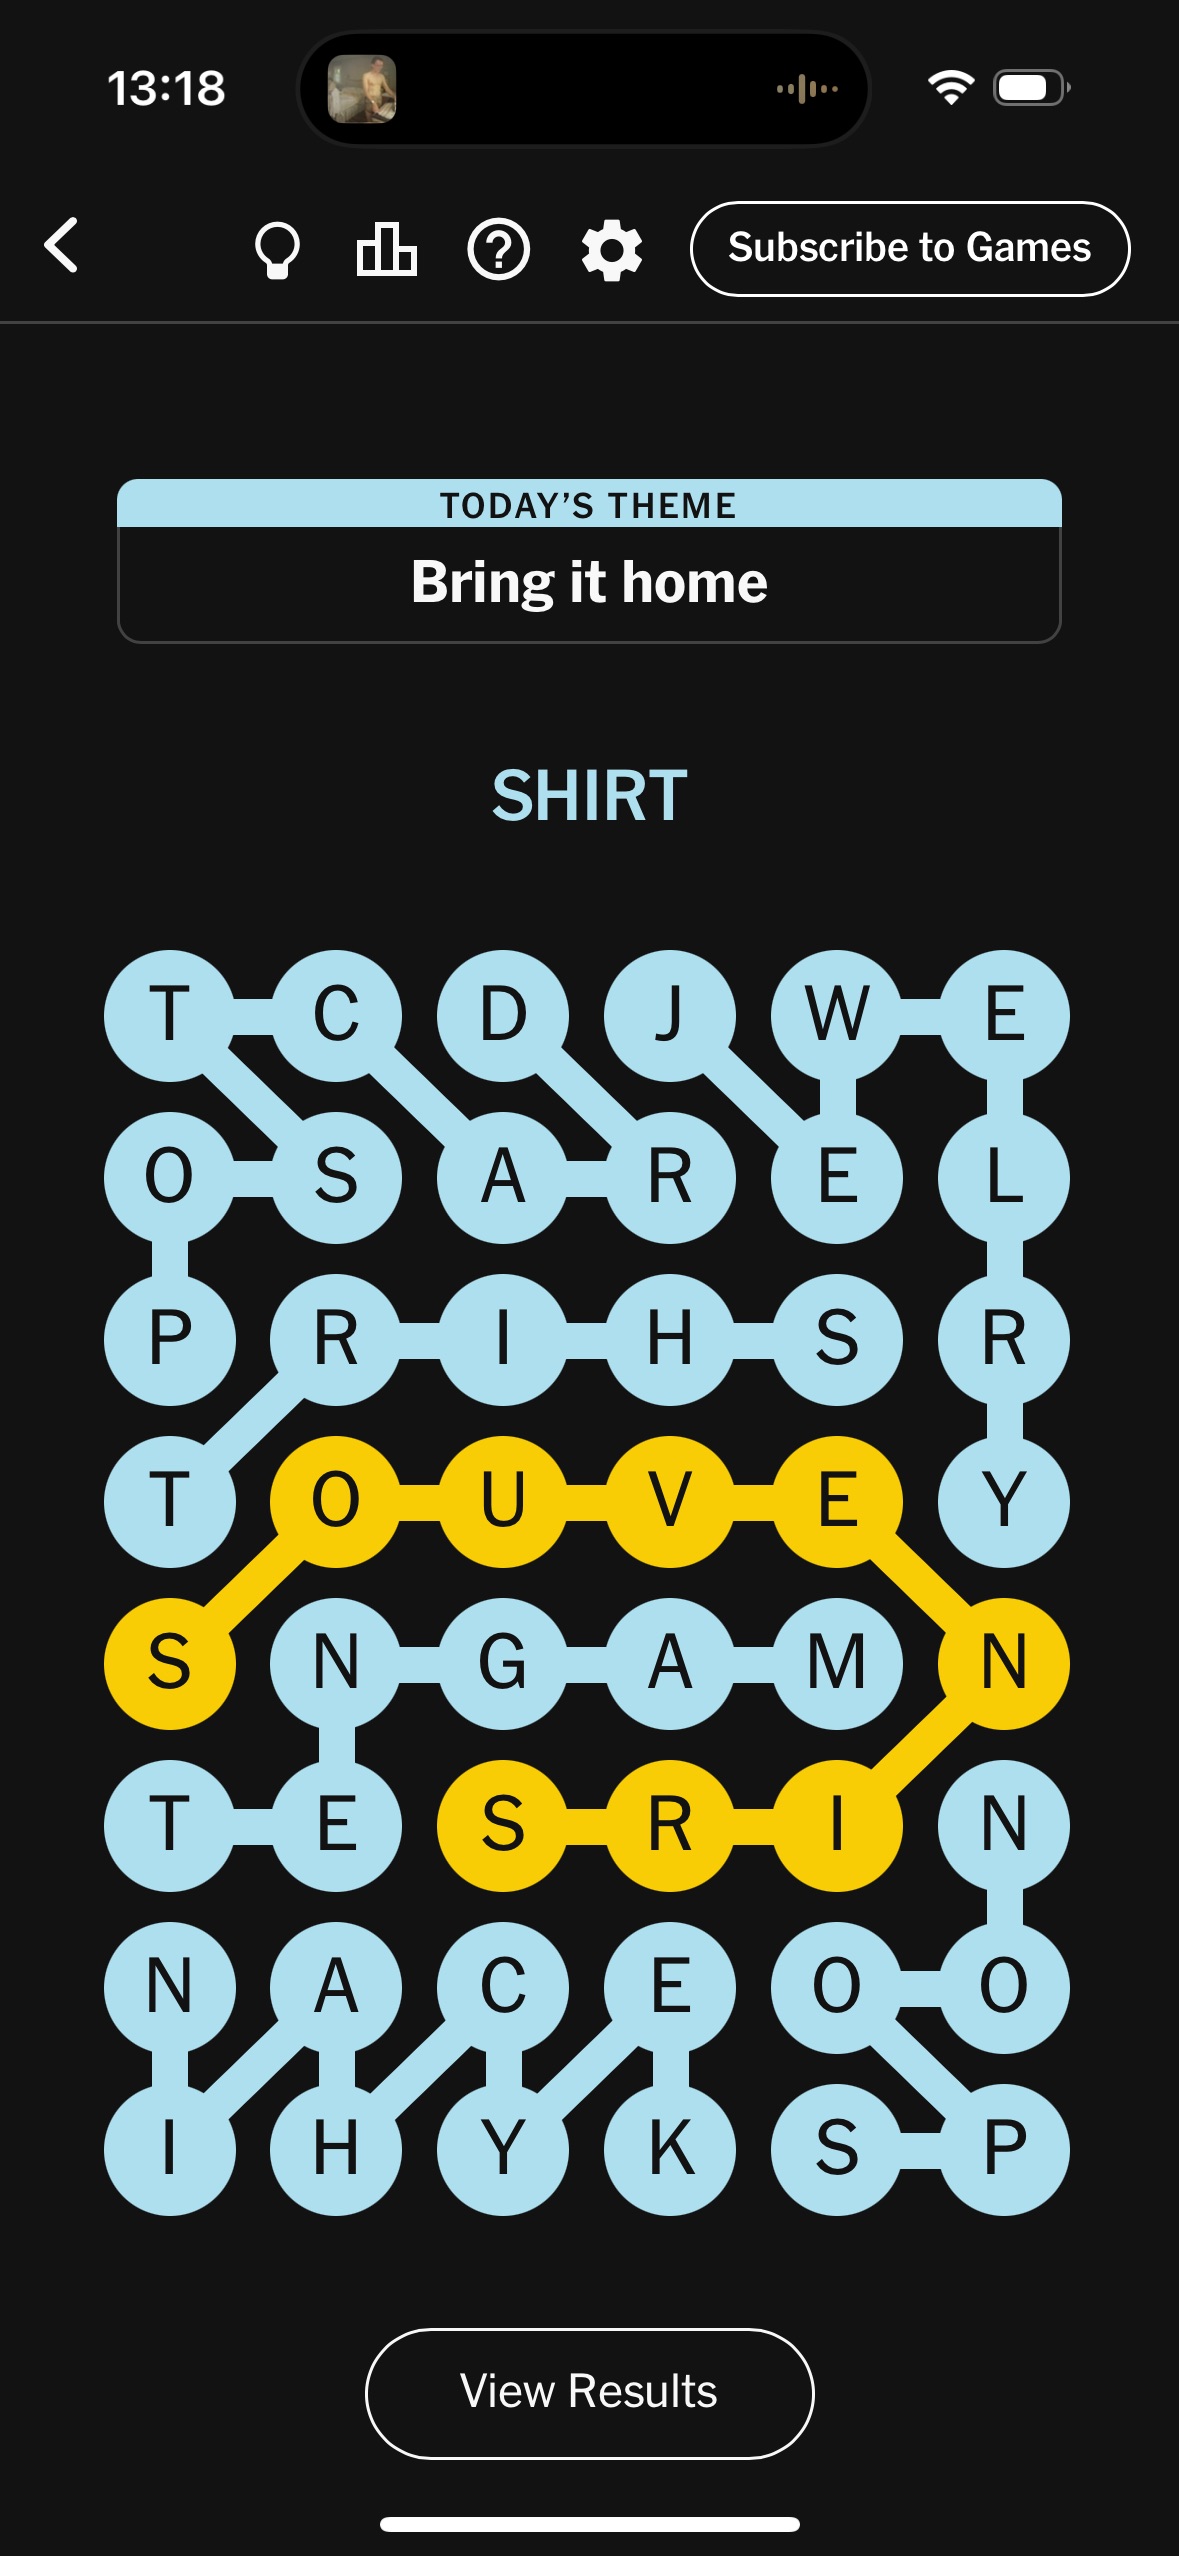 13:18
Subscribe to Games
TODAY’S THEME
Bring it home
SHIRT
T C D J W E
O S A R E L
P R I H S R
T O U V E Y
S N G A M N
T E S R I N
N A C E O O
I H Y K S P
View Results